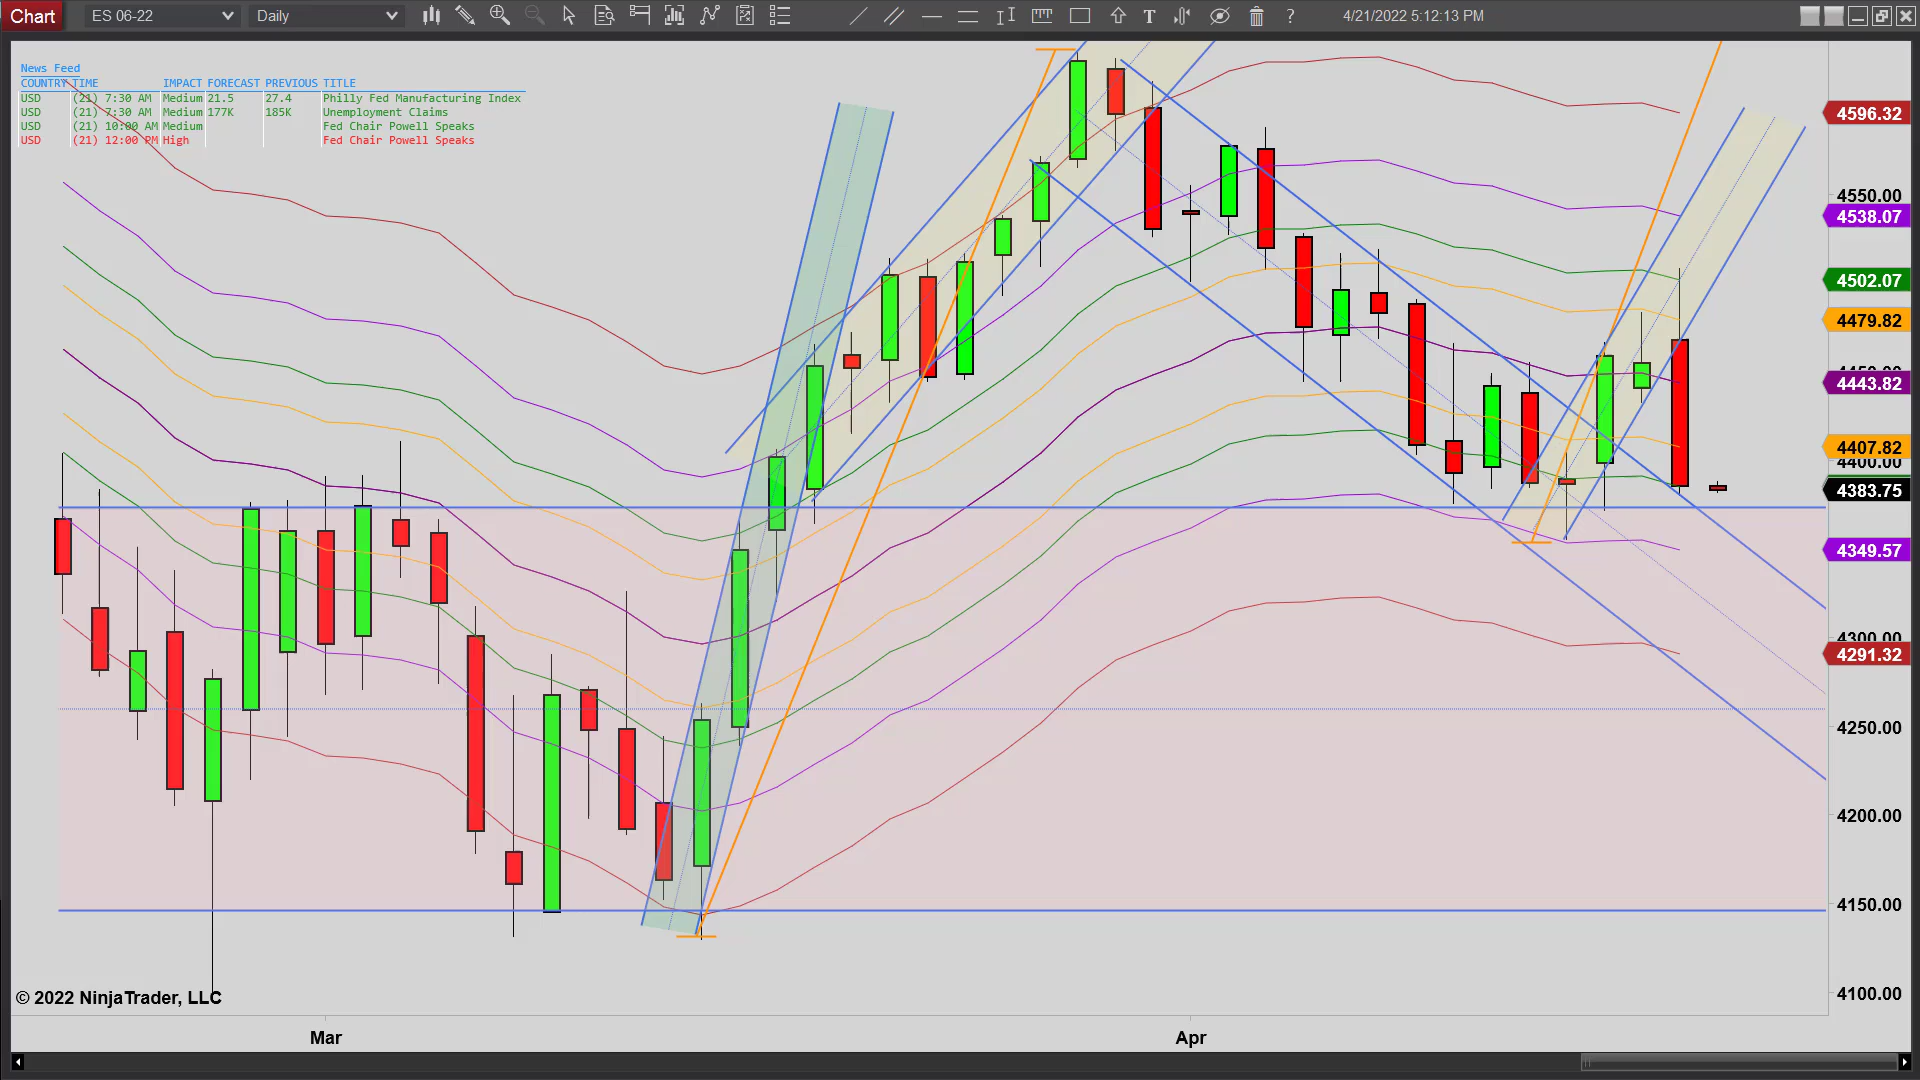 Chart ES 06-22 Daily T ? 4/21/2022 5:12:13 PM
News Feed
COUNTRY TIME IMPACT FORECAST PREVIOUS TITLE
USD (21) 7:30 AM Medium 21.5 27.4 Philly Fed Manufacturing Index
USD (21) 7:30 AM Medium 177K 185K Unemployment Claims
USD (21) 10:00 AM Medium Fed Chair Powell Speaks
USD (21) 12:00 PM High Fed Chair Powell Speaks
4596.32
4550.00
4538.07
4502.07
4479.82
4443.82
4407.82
4400.00
4383.75
4349.57
4300.00
4291.32
4250.00
4200.00
4150.00
4100.00
© 2022 NinjaTrader, LLC
Mar Apr